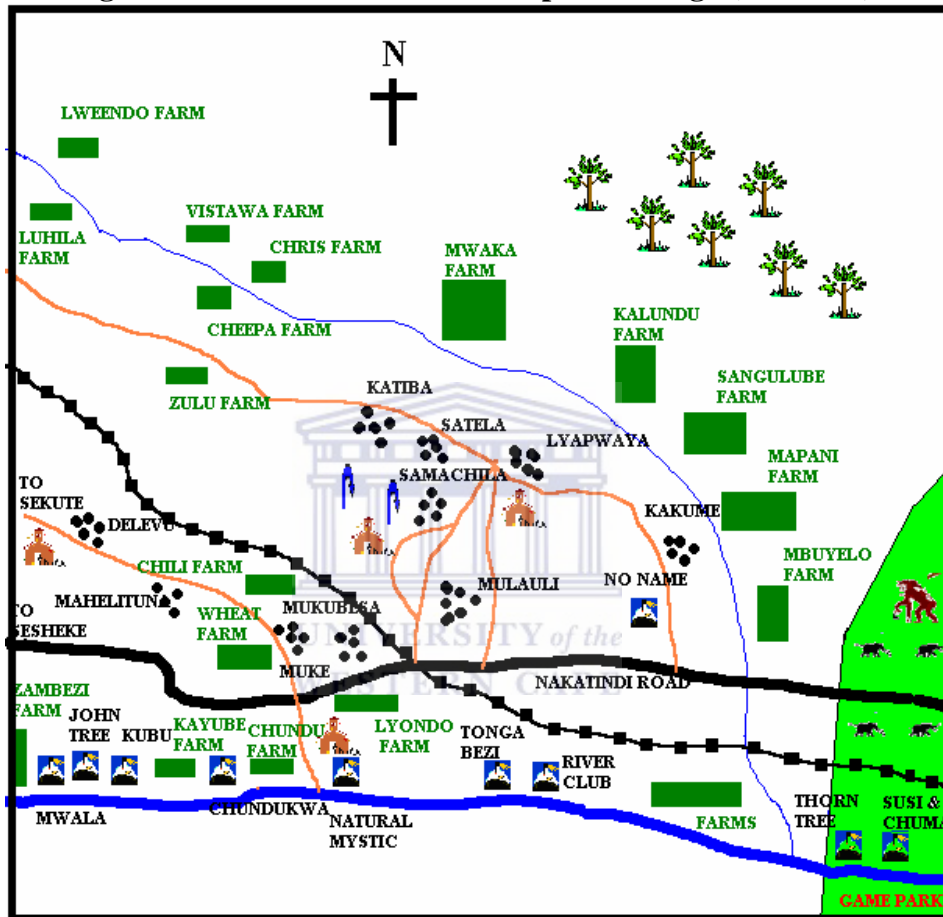 N
LWEENDO FARM
LUHILA
FARM
VISTAWA FARM
CHRIS FARM
CHEEPA FARM
MWAKA
FARM
KALUNDU
FARM
ZULU FARM
KATIBA
SATELA
LYAPWAYA
SAMACHILA
SANGULUBE
FARM
MAPANI
FARM
TO
SEKUTE
DELEVU
KAKUME
CHILI FARM
MULAULI
NO NAME
MBUYELO
FARM
MAHELITUNA
WHEAT
FARM
MUKUBESA
TO
SESHEKE
UNIVERSITY of the
WESTERN CAPE
MUKE
NAKATINDI ROAD
ZAMBEZI
FARM
JOHN
TREE
KUBU
KAYUBE
FARM
CHUNDU
FARM
LYONDO
FARM
TONGA
BEZI
RIVER
CLUB
MWALA
CHUNDUKWA
NATURAL
MYSTIC
FARMS
THORN
TREE
SUSI &
CHUMA
GAME PARK